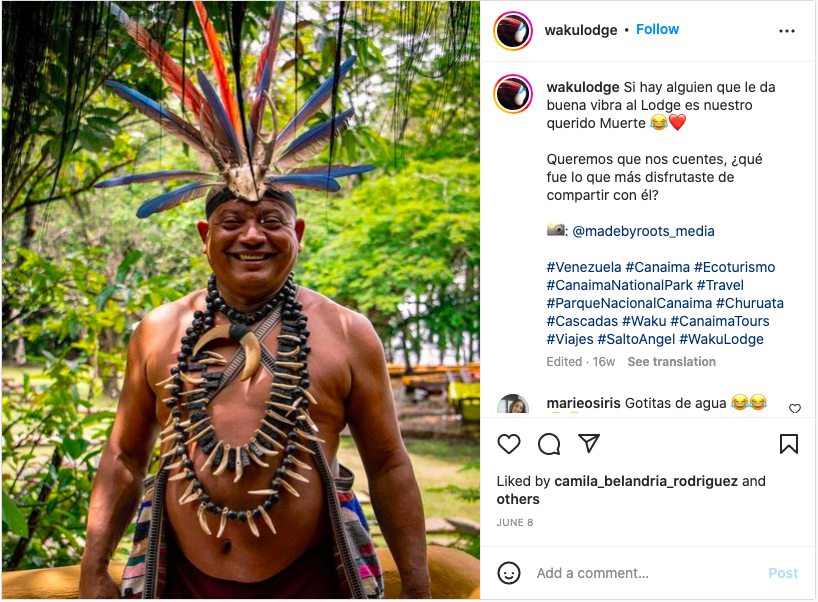 wakulodge • Follow
wakulodge Si hay alguien que le da
buena vibra al Lodge es nuestro
querido Muerte 😂❤️
Queremos que nos cuentes, ¿qué
fue lo que más disfrutaste de
compartir con él?
📸: @madebyroots_media
#Venezuela #Canaima #Ecoturismo
#CanaimaNationalPark #Travel
#ParqueNacionalCanaima #Churuata
#Cascadas #Waku #CanaimaTours
#Viajes #SaltoAngel #WakuLodge
Edited · 16w See translation
marieosiris Gotitas de agua 😂😂
Liked by camila_belandria_rodriguez and
others
JUNE 8
Add a comment... Post